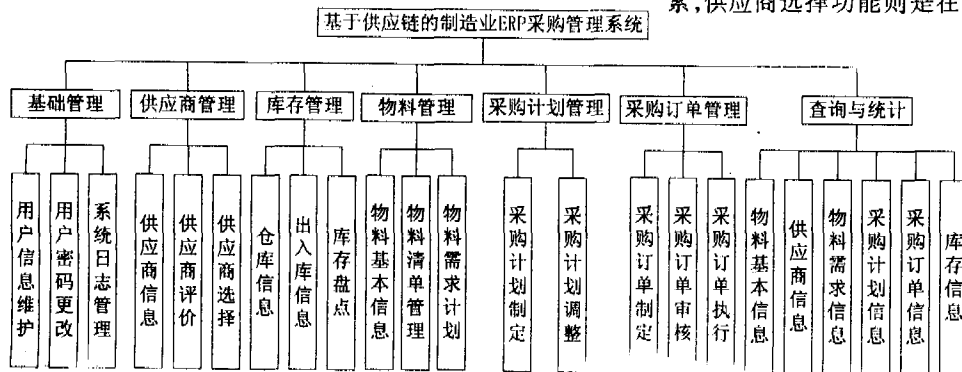 累,供应商选择功能则是在
基于供应链的制造业ERP采购管理系统
基础管理
供应商管理
库存管理
物料管理
采购计划管理
采购订单管理
查询与统计
用户信息维护
用户密码更改
系统日志管理
供应商信息
供应商评价
供应商选择
仓库信息
出入库信息
库存盘点
物料基本信息
物料清单管理
物料需求计划
采购计划制定
采购计划调整
采购订单制定
采购订单审核
采购订单执行
物料基本信息
供应商信息
物料需求信息
采购计划信息
采购订单信息
库存信息